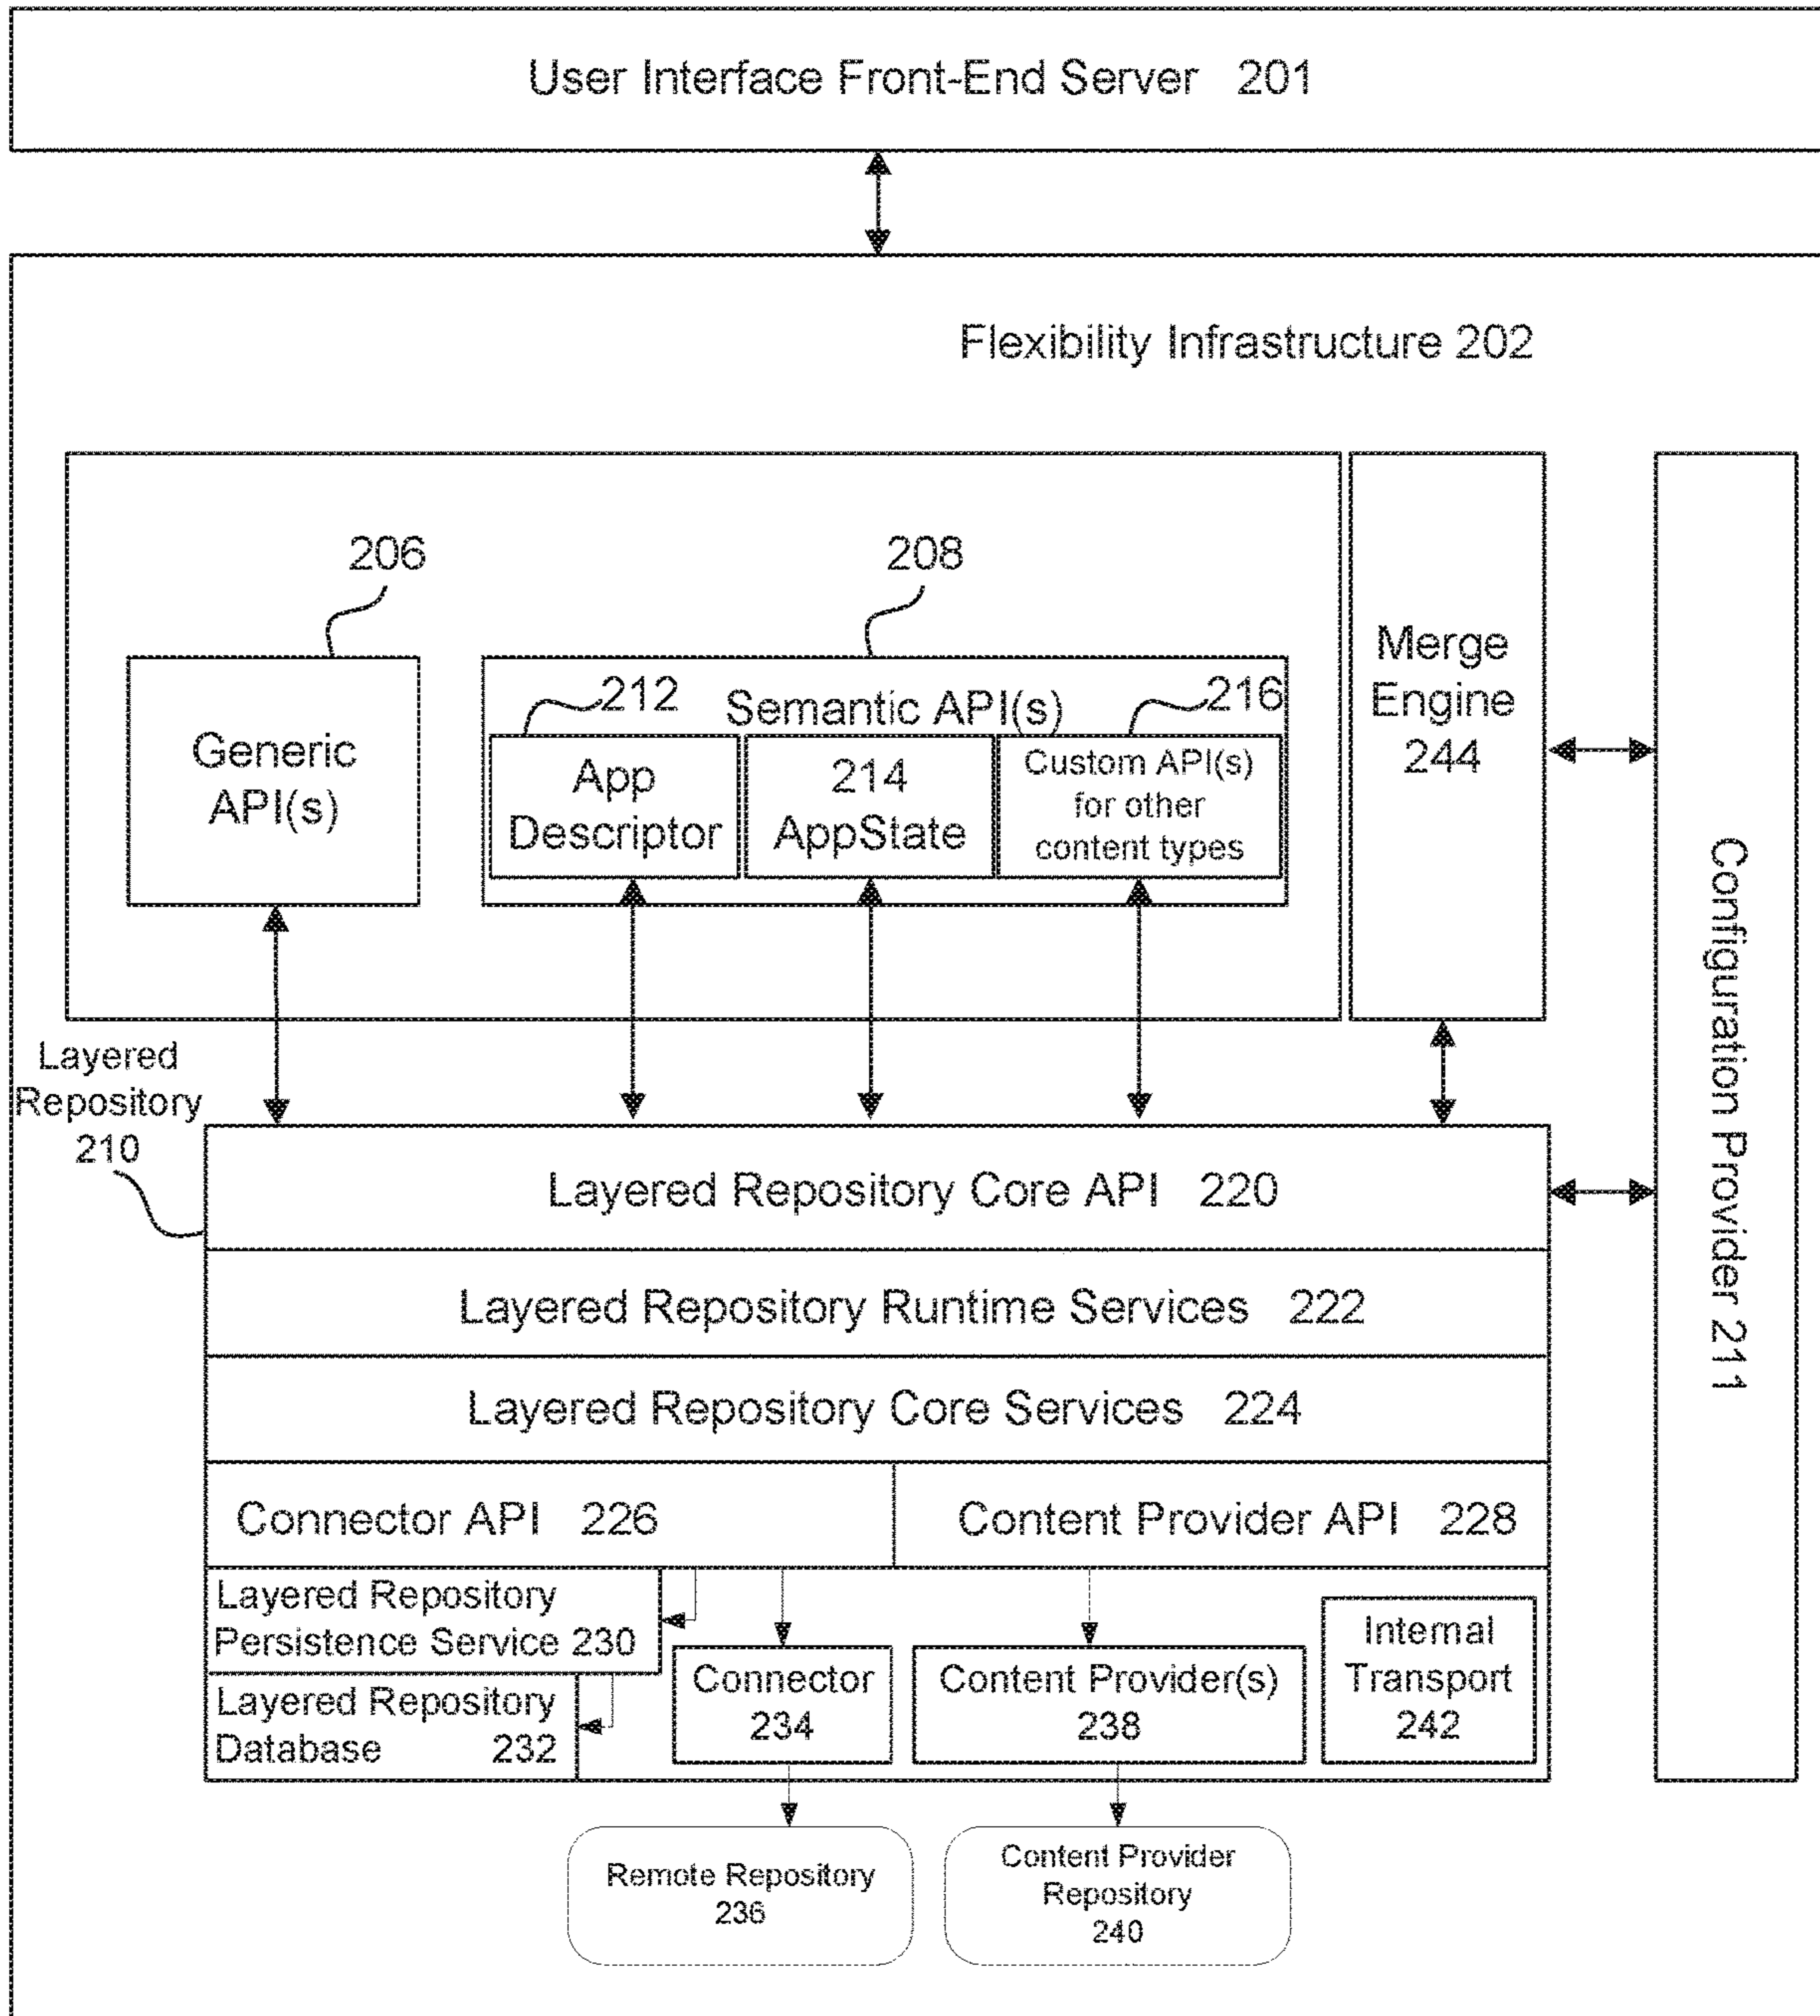 User Interface Front-End Server 201
Flexibility Infrastructure 202
206
208
Generic
API(s)
212
Semantic API(s)
216
App
Descriptor
214
AppState
Custom API(s)
for other
content types
Merge
Engine
244
Configuration Provider 211
Layered
Repository
210
Layered Repository Core API 220
Layered Repository Runtime Services 222
Layered Repository Core Services 224
Connector API 226
Content Provider API 228
Layered Repository
Persistence Service 230
Layered Repository
Database 232
Connector
234
Content Provider(s)
238
Internal
Transport
242
Remote Repository
236
Content Provider
Repository
240